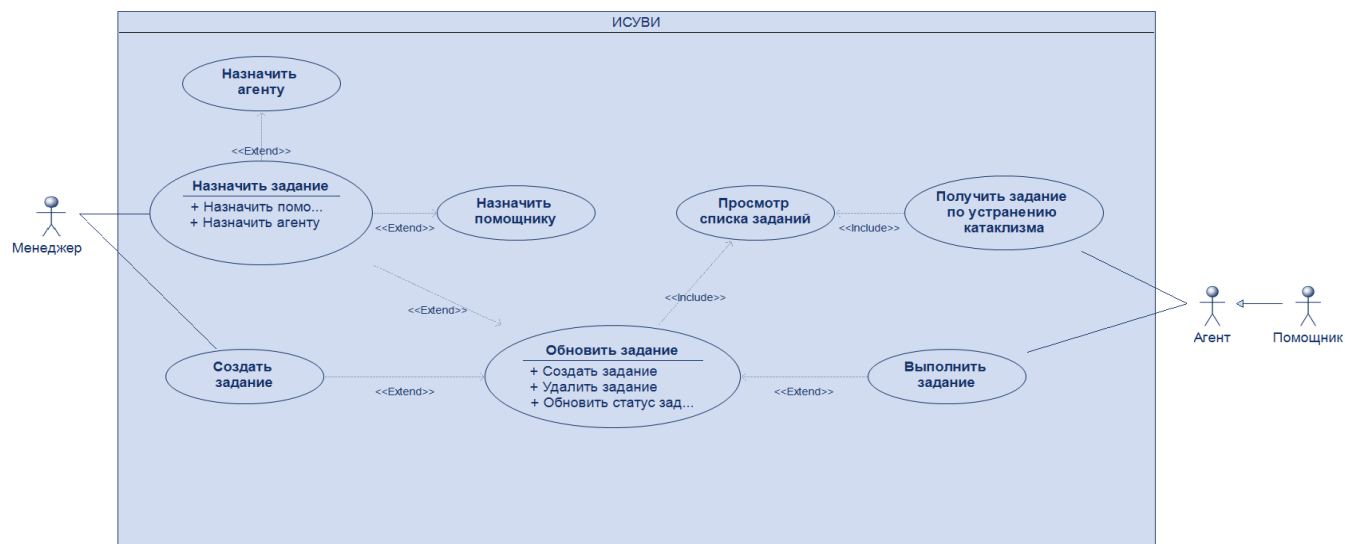 ИСУВИ
Назначить
агенту
<<Extend>>
Назначить задание
+ Назначить помо...
+ Назначить агенту
<<Extend>>
Назначить
помощнику
Просмотр
списка заданий
<<Include>>
Получить задание
по устранению
катаклизма
Менеджер
<<Extend>>
<<Include>>
Агент
Помощник
Создать
задание
<<Extend>>
Обновить задание
+ Создать задание
+ Удалить задание
+ Обновить статус зад...
<<Extend>>
Выполнить
задание